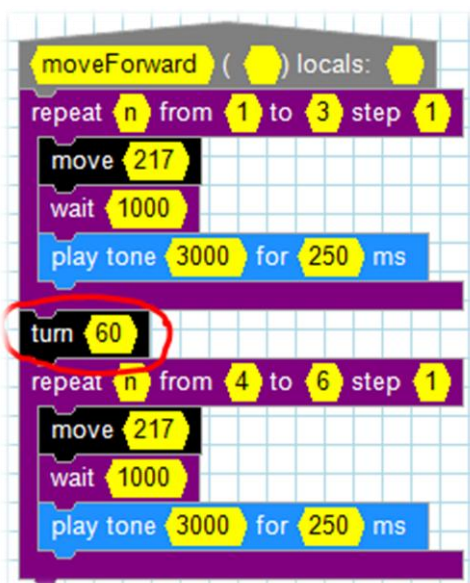 moveForward ( ) locals:
repeat n from 1 to 3 step 1
move 217
wait 1000
play tone 3000 for 250 ms
turn 60
repeat n from 4 to 6 step 1
move 217
wait 1000
play tone 3000 for 250 ms